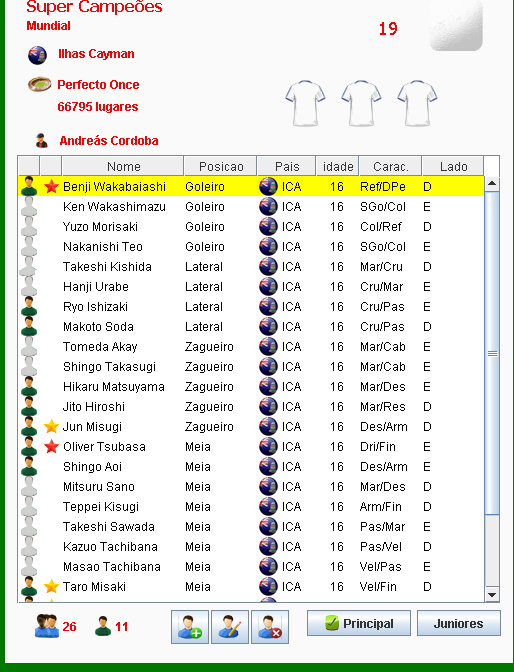 Super Campeões
Mundial
19
Ilhas Cayman
Perfecto Once
66795 lugares
Andreás Cordoba
Nome Posicao Pais idade Carac. Lado
Benji Wakabaiashi Goleiro ICA 16 Ref/DPe D
Ken Wakashimazu Goleiro ICA 16 SGo/Col E
Yuzo Morisaki Goleiro ICA 16 Col/Ref D
Nakanishi Teo Goleiro ICA 16 SGo/Col E
Takeshi Kishida Lateral ICA 16 Mar/Cru D
Hanji Urabe Lateral ICA 16 Cru/Mar E
Ryo Ishizaki Lateral ICA 16 Cru/Pas E
Makoto Soda Lateral ICA 16 Cru/Pas D
Tomeda Akay Zagueiro ICA 16 Mar/Cab E
Shingo Takasugi Zagueiro ICA 16 Mar/Cab E
Hikaru Matsuyama Zagueiro ICA 16 Mar/Des E
Jito Hiroshi Zagueiro ICA 16 Mar/Res D
Jun Misugi Zagueiro ICA 16 Des/Arm D
Oliver Tsubasa Meia ICA 16 Dri/Fin E
Shingo Aoi Meia ICA 16 Des/Arm E
Mitsuru Sano Meia ICA 16 Mar/Des D
Teppei Kisugi Meia ICA 16 Arm/Fin D
Takeshi Sawada Meia ICA 16 Pas/Mar E
Kazuo Tachibana Meia ICA 16 Pas/Vel D
Masao Tachibana Meia ICA 16 Vel/Pas E
Taro Misaki Meia ICA 16 Vel/Fin D
26 11 Principal Juniores